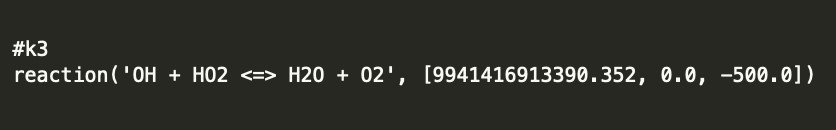 #k3
reaction('OH + HO2 <=> H2O + O2', [9941416913390.352, 0.0, -500.0])